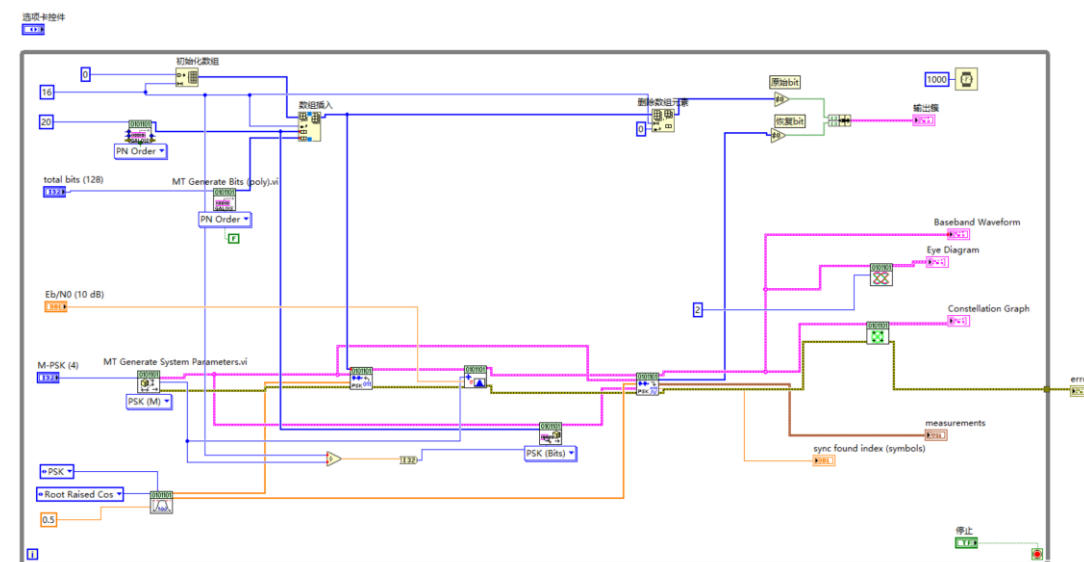 选项卡控件
初始化数组
0
16
原始bit
1000
数组插入
删除数组元素
输出簇
20
0
恢复bit
PN Order
total bits (128)
MT Generate Bits (poly).vi
PN Order
F
Baseband Waveform
Eye Diagram
Eb/N0 (10 dB)
2
Constellation Graph
M-PSK (4)
MT Generate System Parameters.vi
PSK (M)
measurements
PSK (Bits)
sync found index (symbols)
I32
PSK
Root Raised Cos
0.5
停止
TF
i